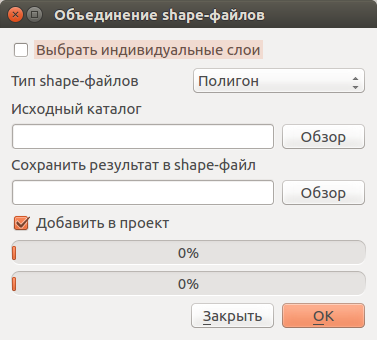 Объединение shape-файлов
Выбрать индивидуальные слои
Тип shape-файлов Полигон
Исходный каталог
Обзор
Сохранить результат в shape-файл
Обзор
Добавить в проект
0%
0%
Закрыть OK